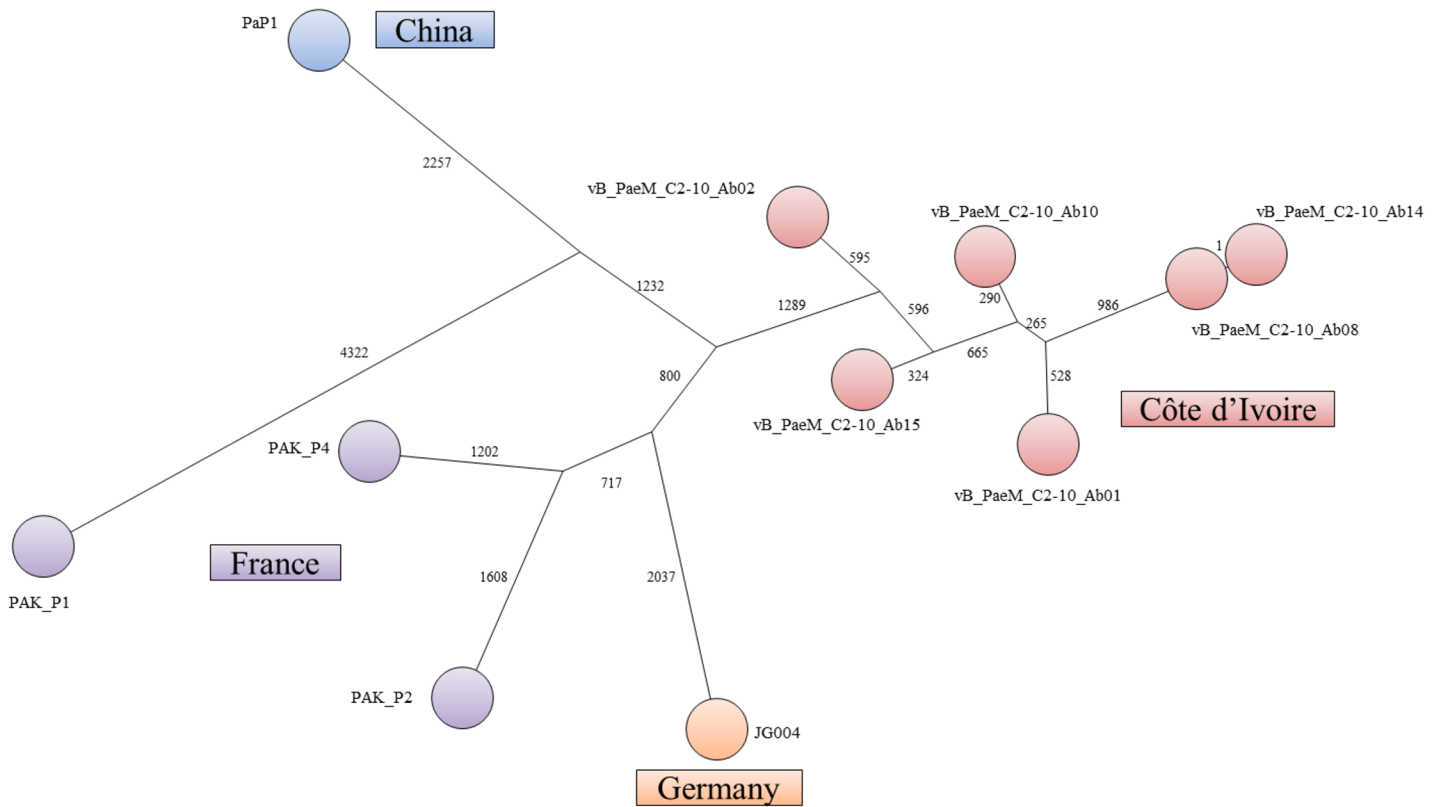 PaP1
China
2257
vB_PaeM_C2-10_Ab02
vB_PaeM_C2-10_Ab10
vB_PaeM_C2-10_Ab14
1
595
1232
1289
290
986
596
265
vB_PaeM_C2-10_Ab08
4322
665
800
324
528
Côte d’Ivoire
vB_PaeM_C2-10_Ab15
PAK_P4
1202
717
vB_PaeM_C2-10_Ab01
France
1608
2037
PAK_P1
PAK_P2
JG004
Germany